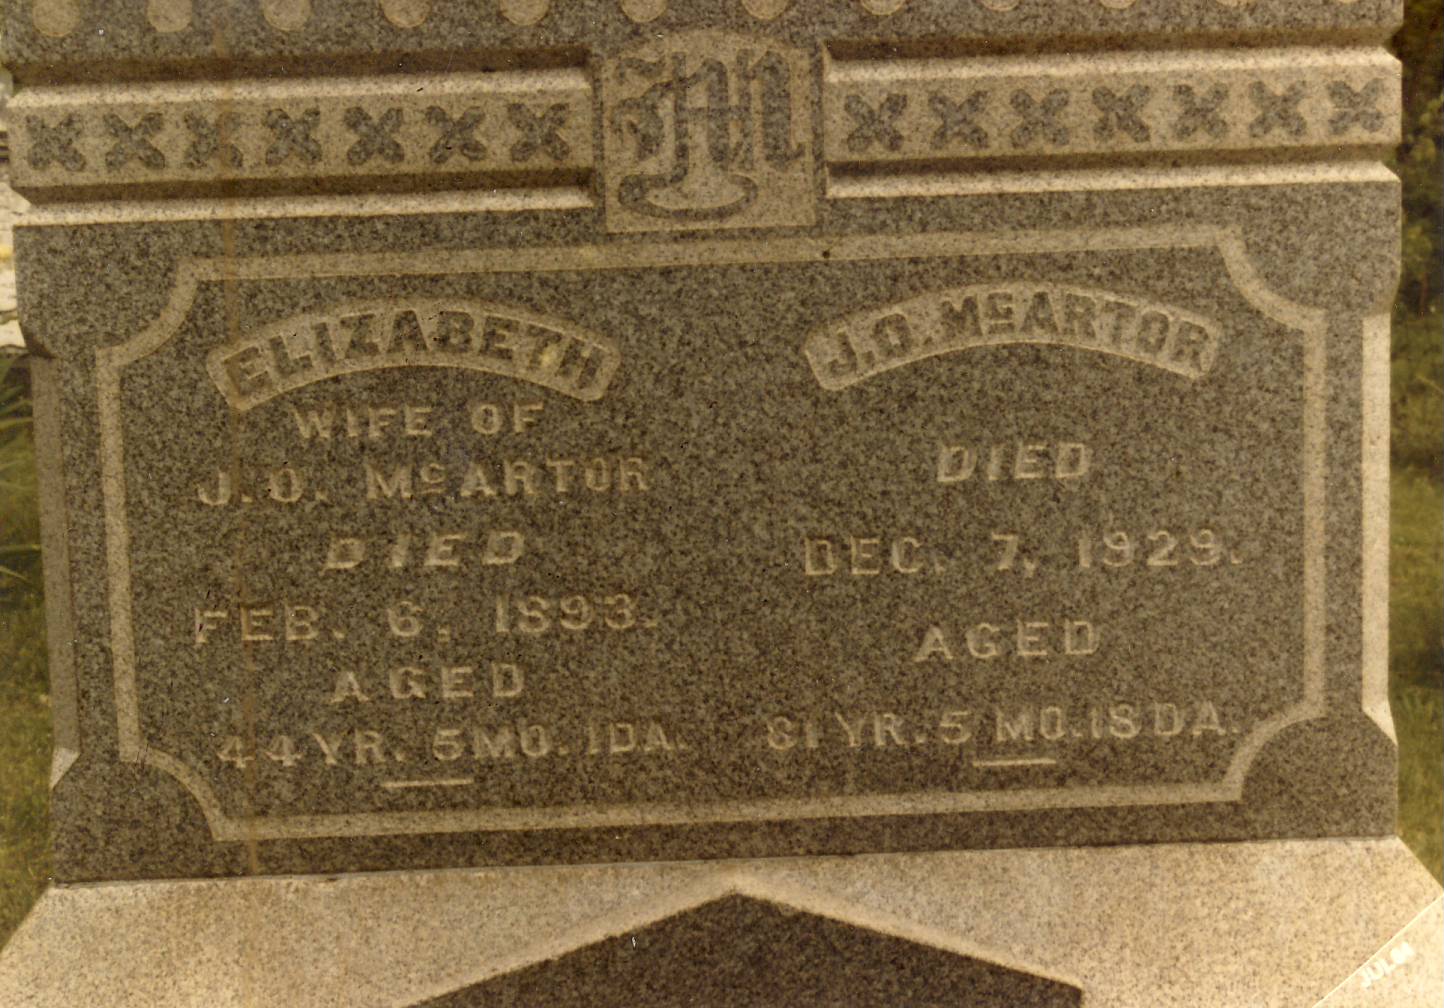 M
ELIZABETH
WIFE OF
J.O. McARTOR
DIED
FEB. 6, 1893.
AGED
44 YR. 5 MO. 1 DA.
J.O. McARTOR
DIED
DEC. 7, 1929.
AGED
81 YR. 5 MO. 18 DA.